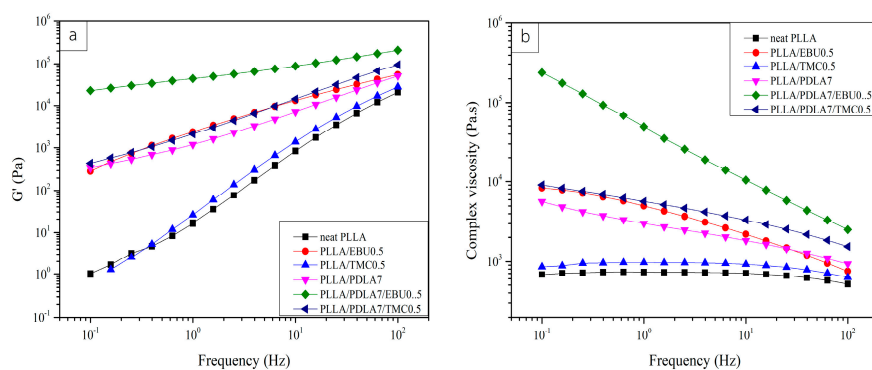 a
G' (Pa)
10^6
10^5
10^4
10^3
10^2
10^1
10^0
10^-1
neat PLLA
PLLA/EBU0.5
PLLA/TMC0.5
PLLA/PDLA7
PLLA/PDLA7/EBU0..5
PLLA/PDLA7/TMC0.5
10^-1 10^0 10^1 10^2
Frequency (Hz)
b
Complex viscosity (Pa.s)
10^6
10^5
10^4
10^3
neat PLLA
PLLA/EBU0.5
PLLA/TMC0.5
PLLA/PDLA7
PLLA/PDLA7/EBU0..5
PLLA/PDLA7/TMC0.5
10^-1 10^0 10^1 10^2
Frequency (Hz)